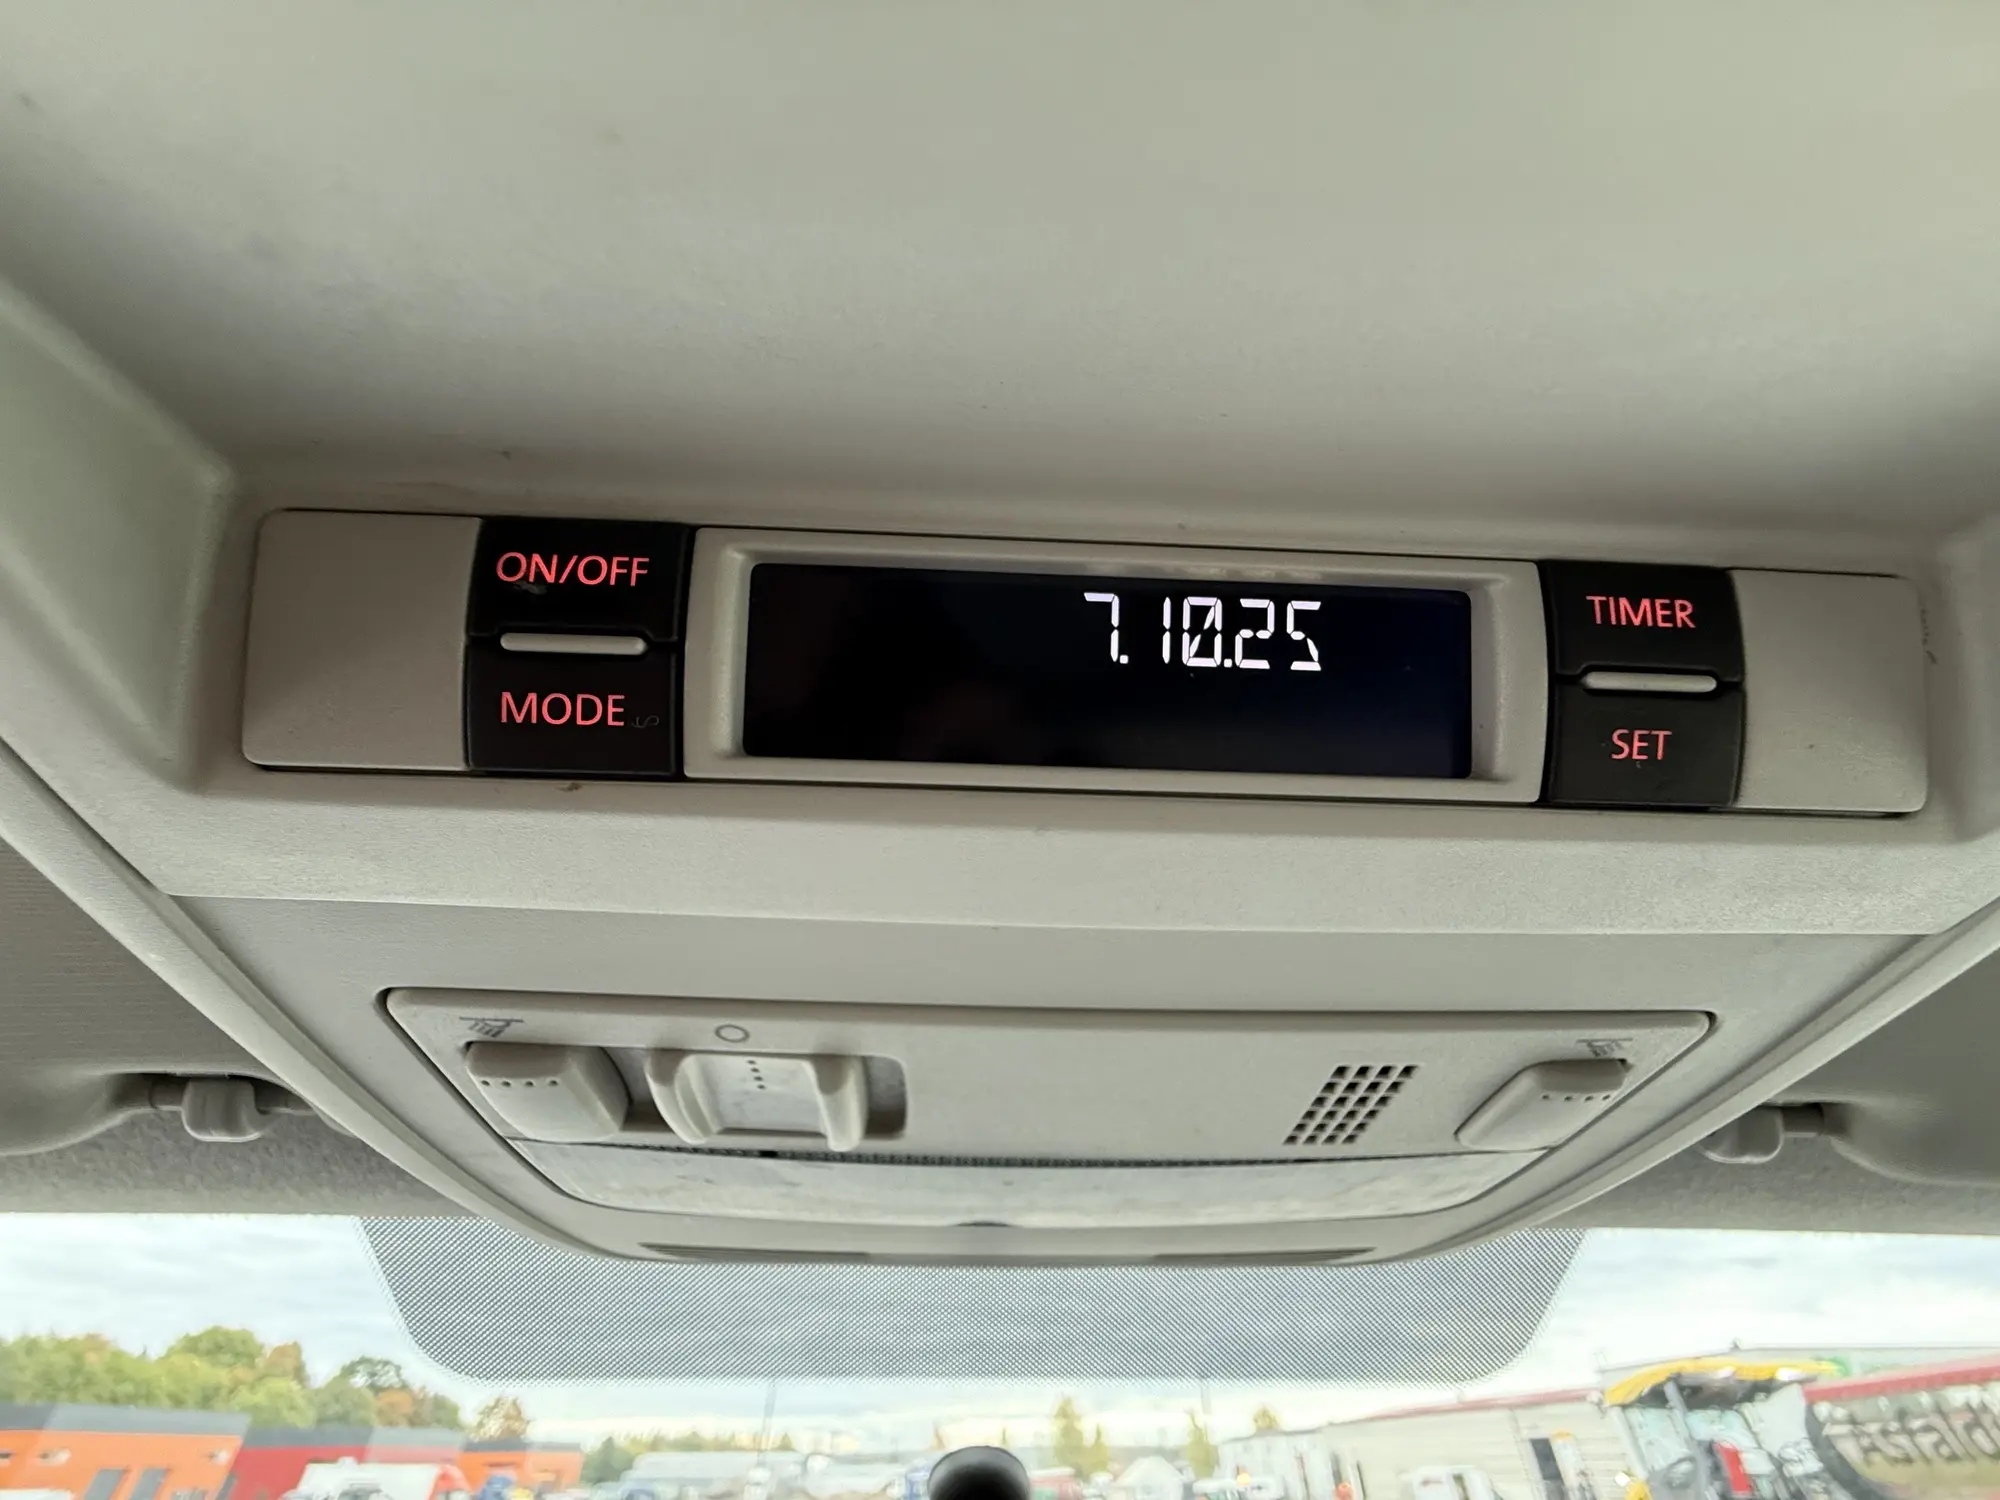 ON/OFF
7.10.25
TIMER
MODE
SET